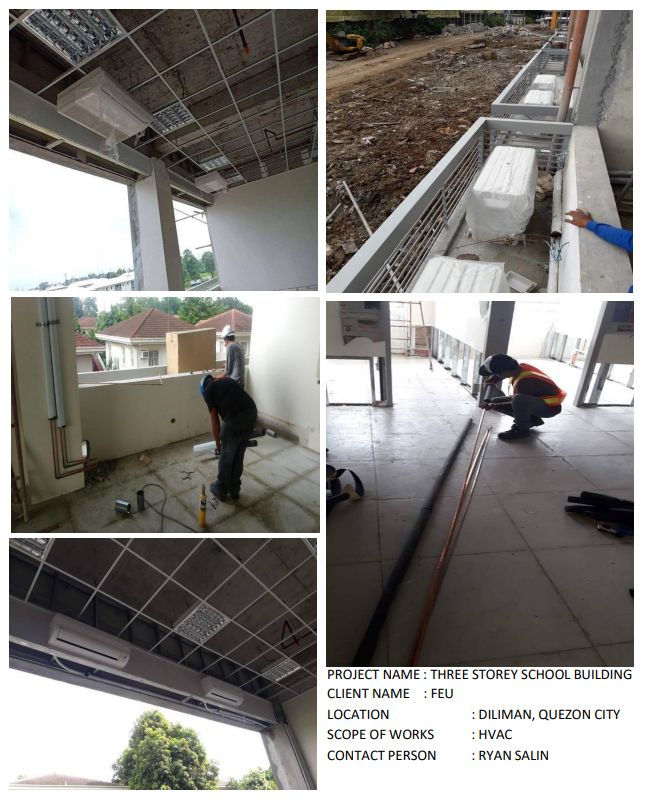 PROJECT NAME : THREE STOREY SCHOOL BUILDING
CLIENT NAME : FEU
LOCATION : DILIMAN, QUEZON CITY
SCOPE OF WORKS : HVAC
CONTACT PERSON : RYAN SALIN